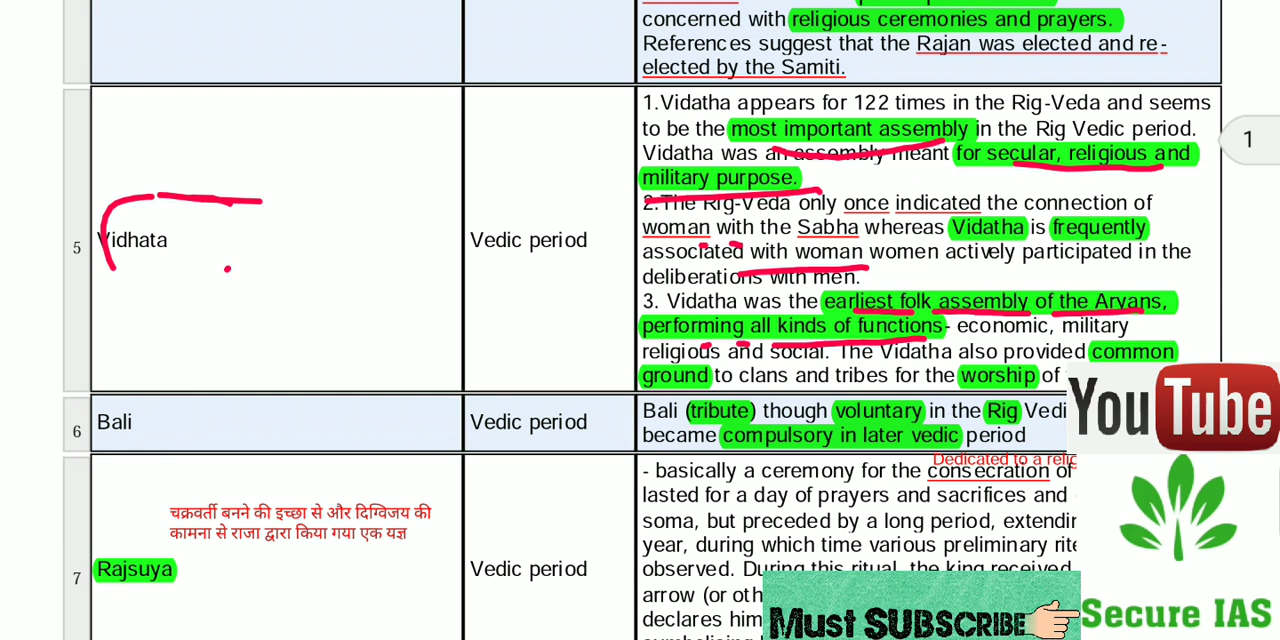 concerned with religious ceremonies and prayers.
References suggest that the Rajan was elected and re-
elected by the Samiti.
5
Vidhata
Vedic period
1.Vidatha appears for 122 times in the Rig-Veda and seems
to be the most important assembly in the Rig Vedic period.
Vidatha was an assembly meant for secular, religious and
military purpose.
2.The Rig-Veda only once indicated the connection of
woman with the Sabha whereas Vidatha is frequently
associated with woman women actively participated in the
deliberations with men.
3. Vidatha was the earliest folk assembly of the Aryans,
performing all kinds of functions- economic, military
religious and social. The Vidatha also provided common
ground to clans and tribes for the worship of
1
6
Bali
Vedic period
Bali (tribute) though voluntary in the Rig Vedi
became compulsory in later vedic period
7
चक्रवर्ती बनने की इच्छा से और दिग्विजय की
कामना से राजा द्वारा किया गया एक यज्ञ
Rajsuya
Vedic period
Dedicated to a relig
- basically a ceremony for the consecration of
lasted for a day of prayers and sacrifices and
soma, but preceded by a long period, extendin
year, during which time various preliminary rite
observed. During this ritual, the king received
arrow (or oth
declares him
symbolising
YouTube
Must SUBSCRIBE
Secure IAS